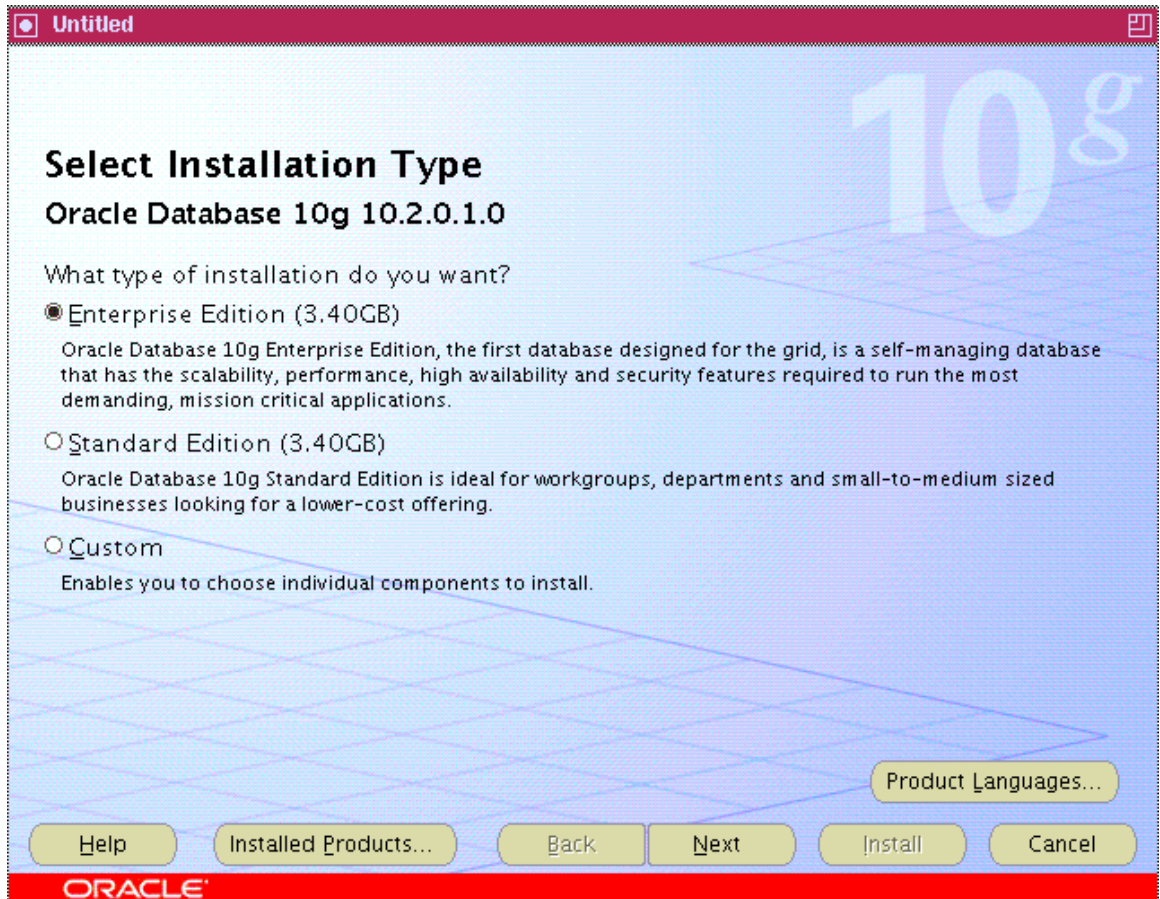 Untitled
10g
Select Installation Type
Oracle Database 10g 10.2.0.1.0
What type of installation do you want?
Enterprise Edition (3.40GB)
Oracle Database 10g Enterprise Edition, the first database designed for the grid, is a self-managing database
that has the scalability, performance, high availability and security features required to run the most
demanding, mission critical applications.
Standard Edition (3.40GB)
Oracle Database 10g Standard Edition is ideal for workgroups, departments and small-to-medium sized
businesses looking for a lower-cost offering.
Custom
Enables you to choose individual components to install.
Product Languages...
Help Installed Products... Back Next Install Cancel
ORACLE